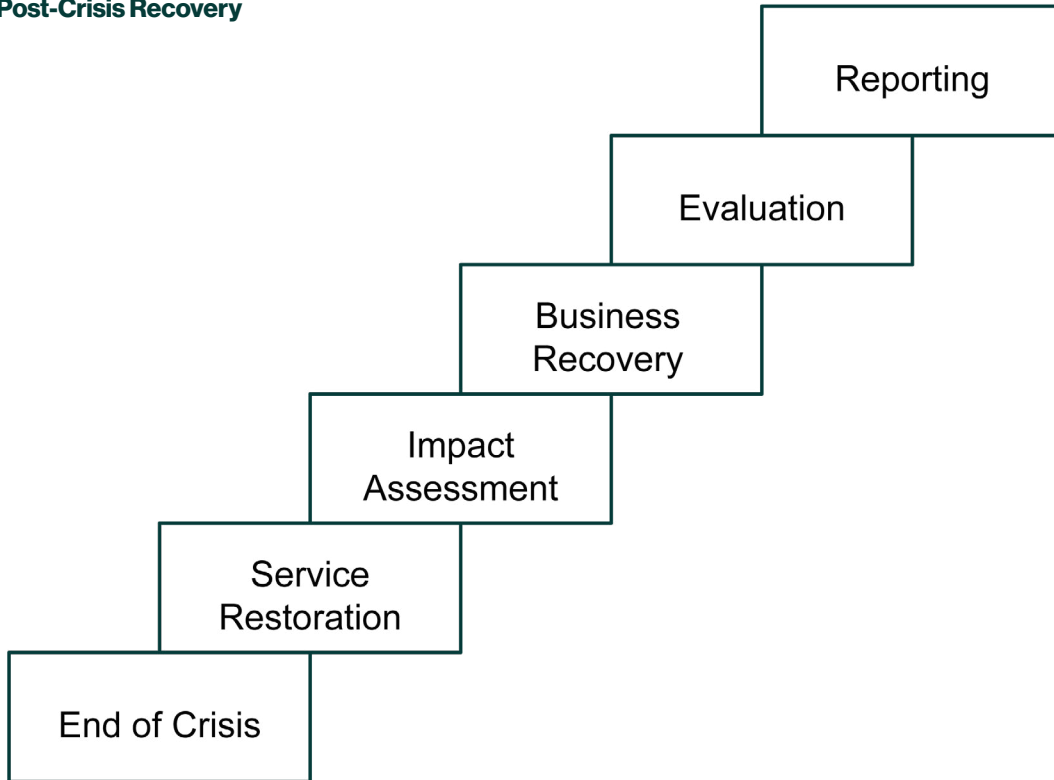 Post-Crisis Recovery
Reporting
Evaluation
Business
Recovery
Impact
Assessment
Service
Restoration
End of Crisis